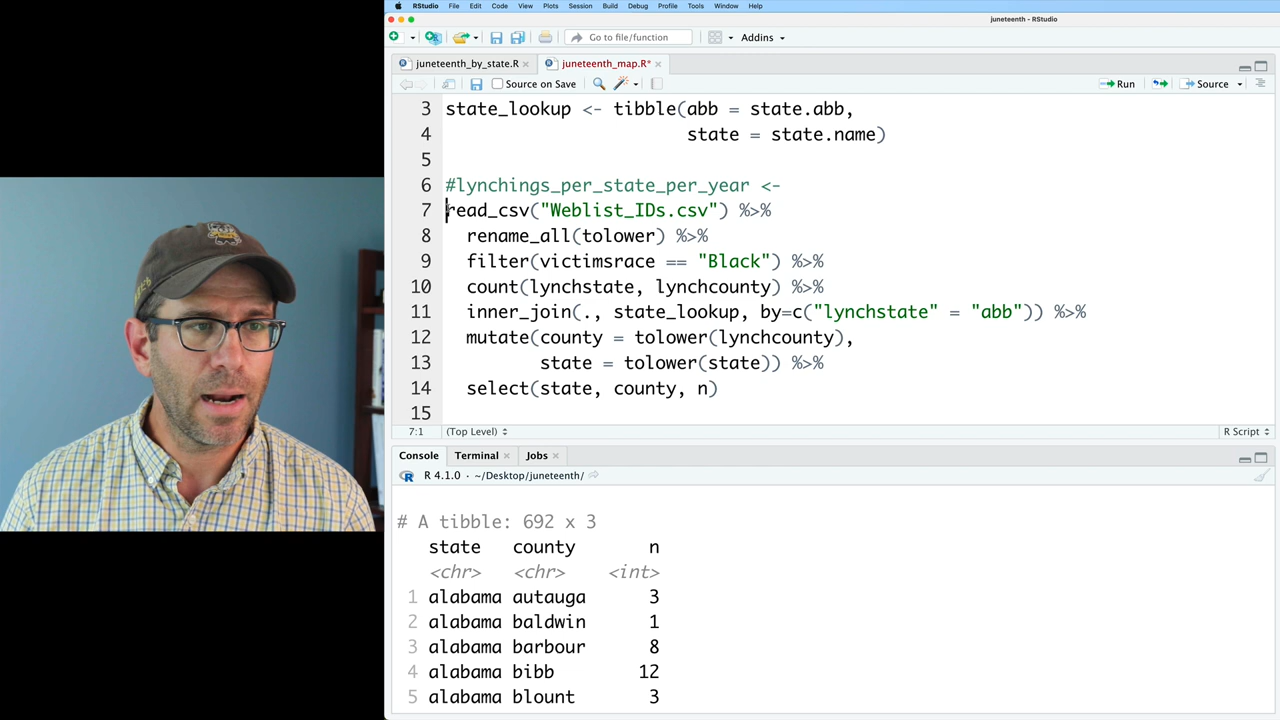 RStudio File Edit Code View Plots Session Build Debug Profile Tools Window Help
juneteenth - RStudio
Go to file/function Addins
juneteenth_by_state.R juneteenth_map.R*
Source on Save Run Source
3 state_lookup <- tibble(abb = state.abb,
4 state = state.name)
5
6 #lynchings_per_state_per_year <-
7 read_csv("Weblist_IDs.csv") %>%
8 rename_all(tolower) %>%
9 filter(victimsrace == "Black") %>%
10 count(lynchstate, lynchcounty) %>%
11 inner_join(., state_lookup, by=c("lynchstate" = "abb")) %>%
12 mutate(county = tolower(lynchcounty),
13 state = tolower(state)) %>%
14 select(state, county, n)
15
7:1 (Top Level) R Script
Console Terminal Jobs
R 4.1.0 · ~/Desktop/juneteenth/
# A tibble: 692 x 3
state county n
<chr> <chr> <int>
1 alabama autauga 3
2 alabama baldwin 1
3 alabama barbour 8
4 alabama bibb 12
5 alabama blount 3